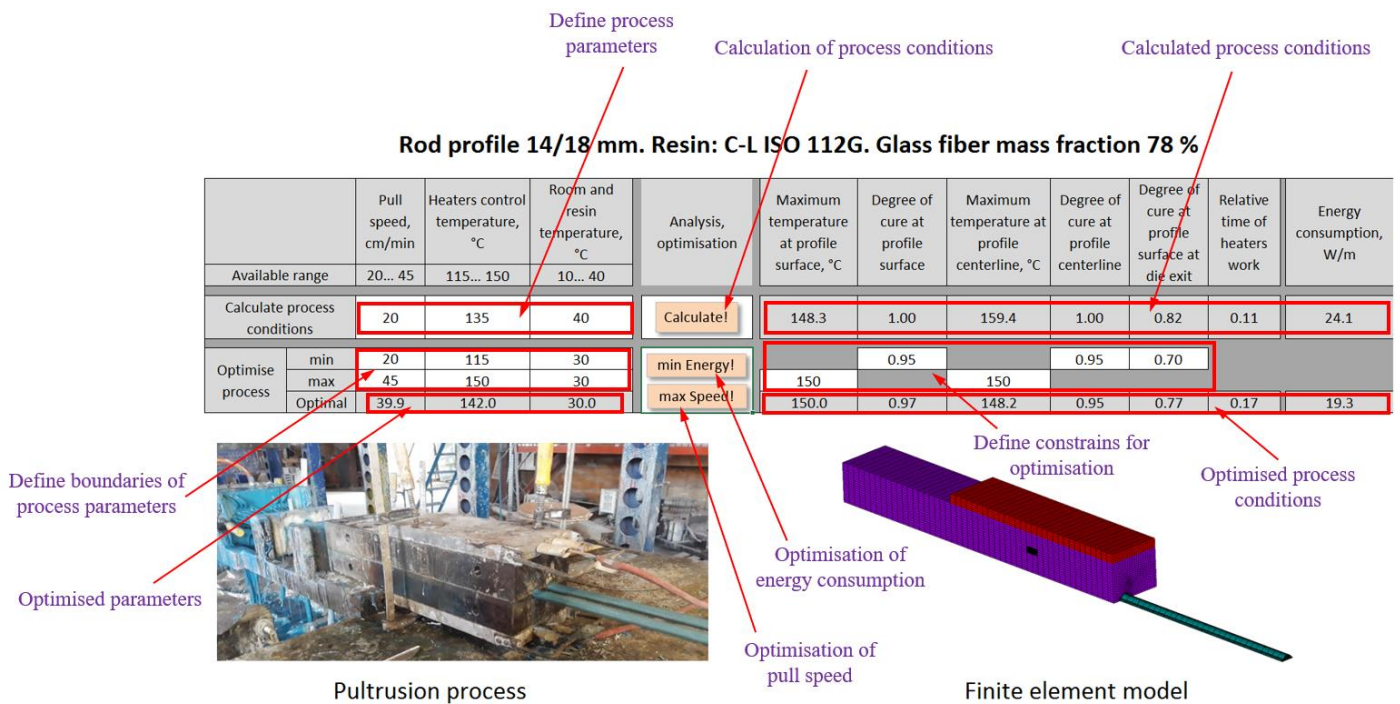 Define process
parameters
Calculation of process conditions
Calculated process conditions
Rod profile 14/18 mm. Resin: C-L ISO 112G. Glass fiber mass fraction 78 %
Pull
speed,
cm/min
Heaters control
temperature,
°C
Room and
resin
temperature,
°C
Analysis,
optimisation
Maximum
temperature
at profile
surface, °C
Degree of
cure at
profile
surface
Maximum
temperature at
profile
centerline, °C
Degree of
cure at
profile
centerline
Degree of
cure at
profile
surface at
die exit
Relative
time of
heaters
work
Energy
consumption,
W/m
Available range 20... 45 115... 150 10... 40
Calculate process
conditions
20 135 40 Calculate! 148.3 1.00 159.4 1.00 0.82 0.11 24.1
Optimise
process
min 20 115 30 min Energy! 0.95 0.95 0.70
max 45 150 30 max Speed! 150 150
Optimal 39.9 142.0 30.0 150.0 0.97 148.2 0.95 0.77 0.17 19.3
Define boundaries of
process parameters
Define constrains for
optimisation
Optimised process
conditions
Optimised parameters
Optimisation of
energy consumption
Optimisation of
pull speed
Pultrusion process
Finite element model